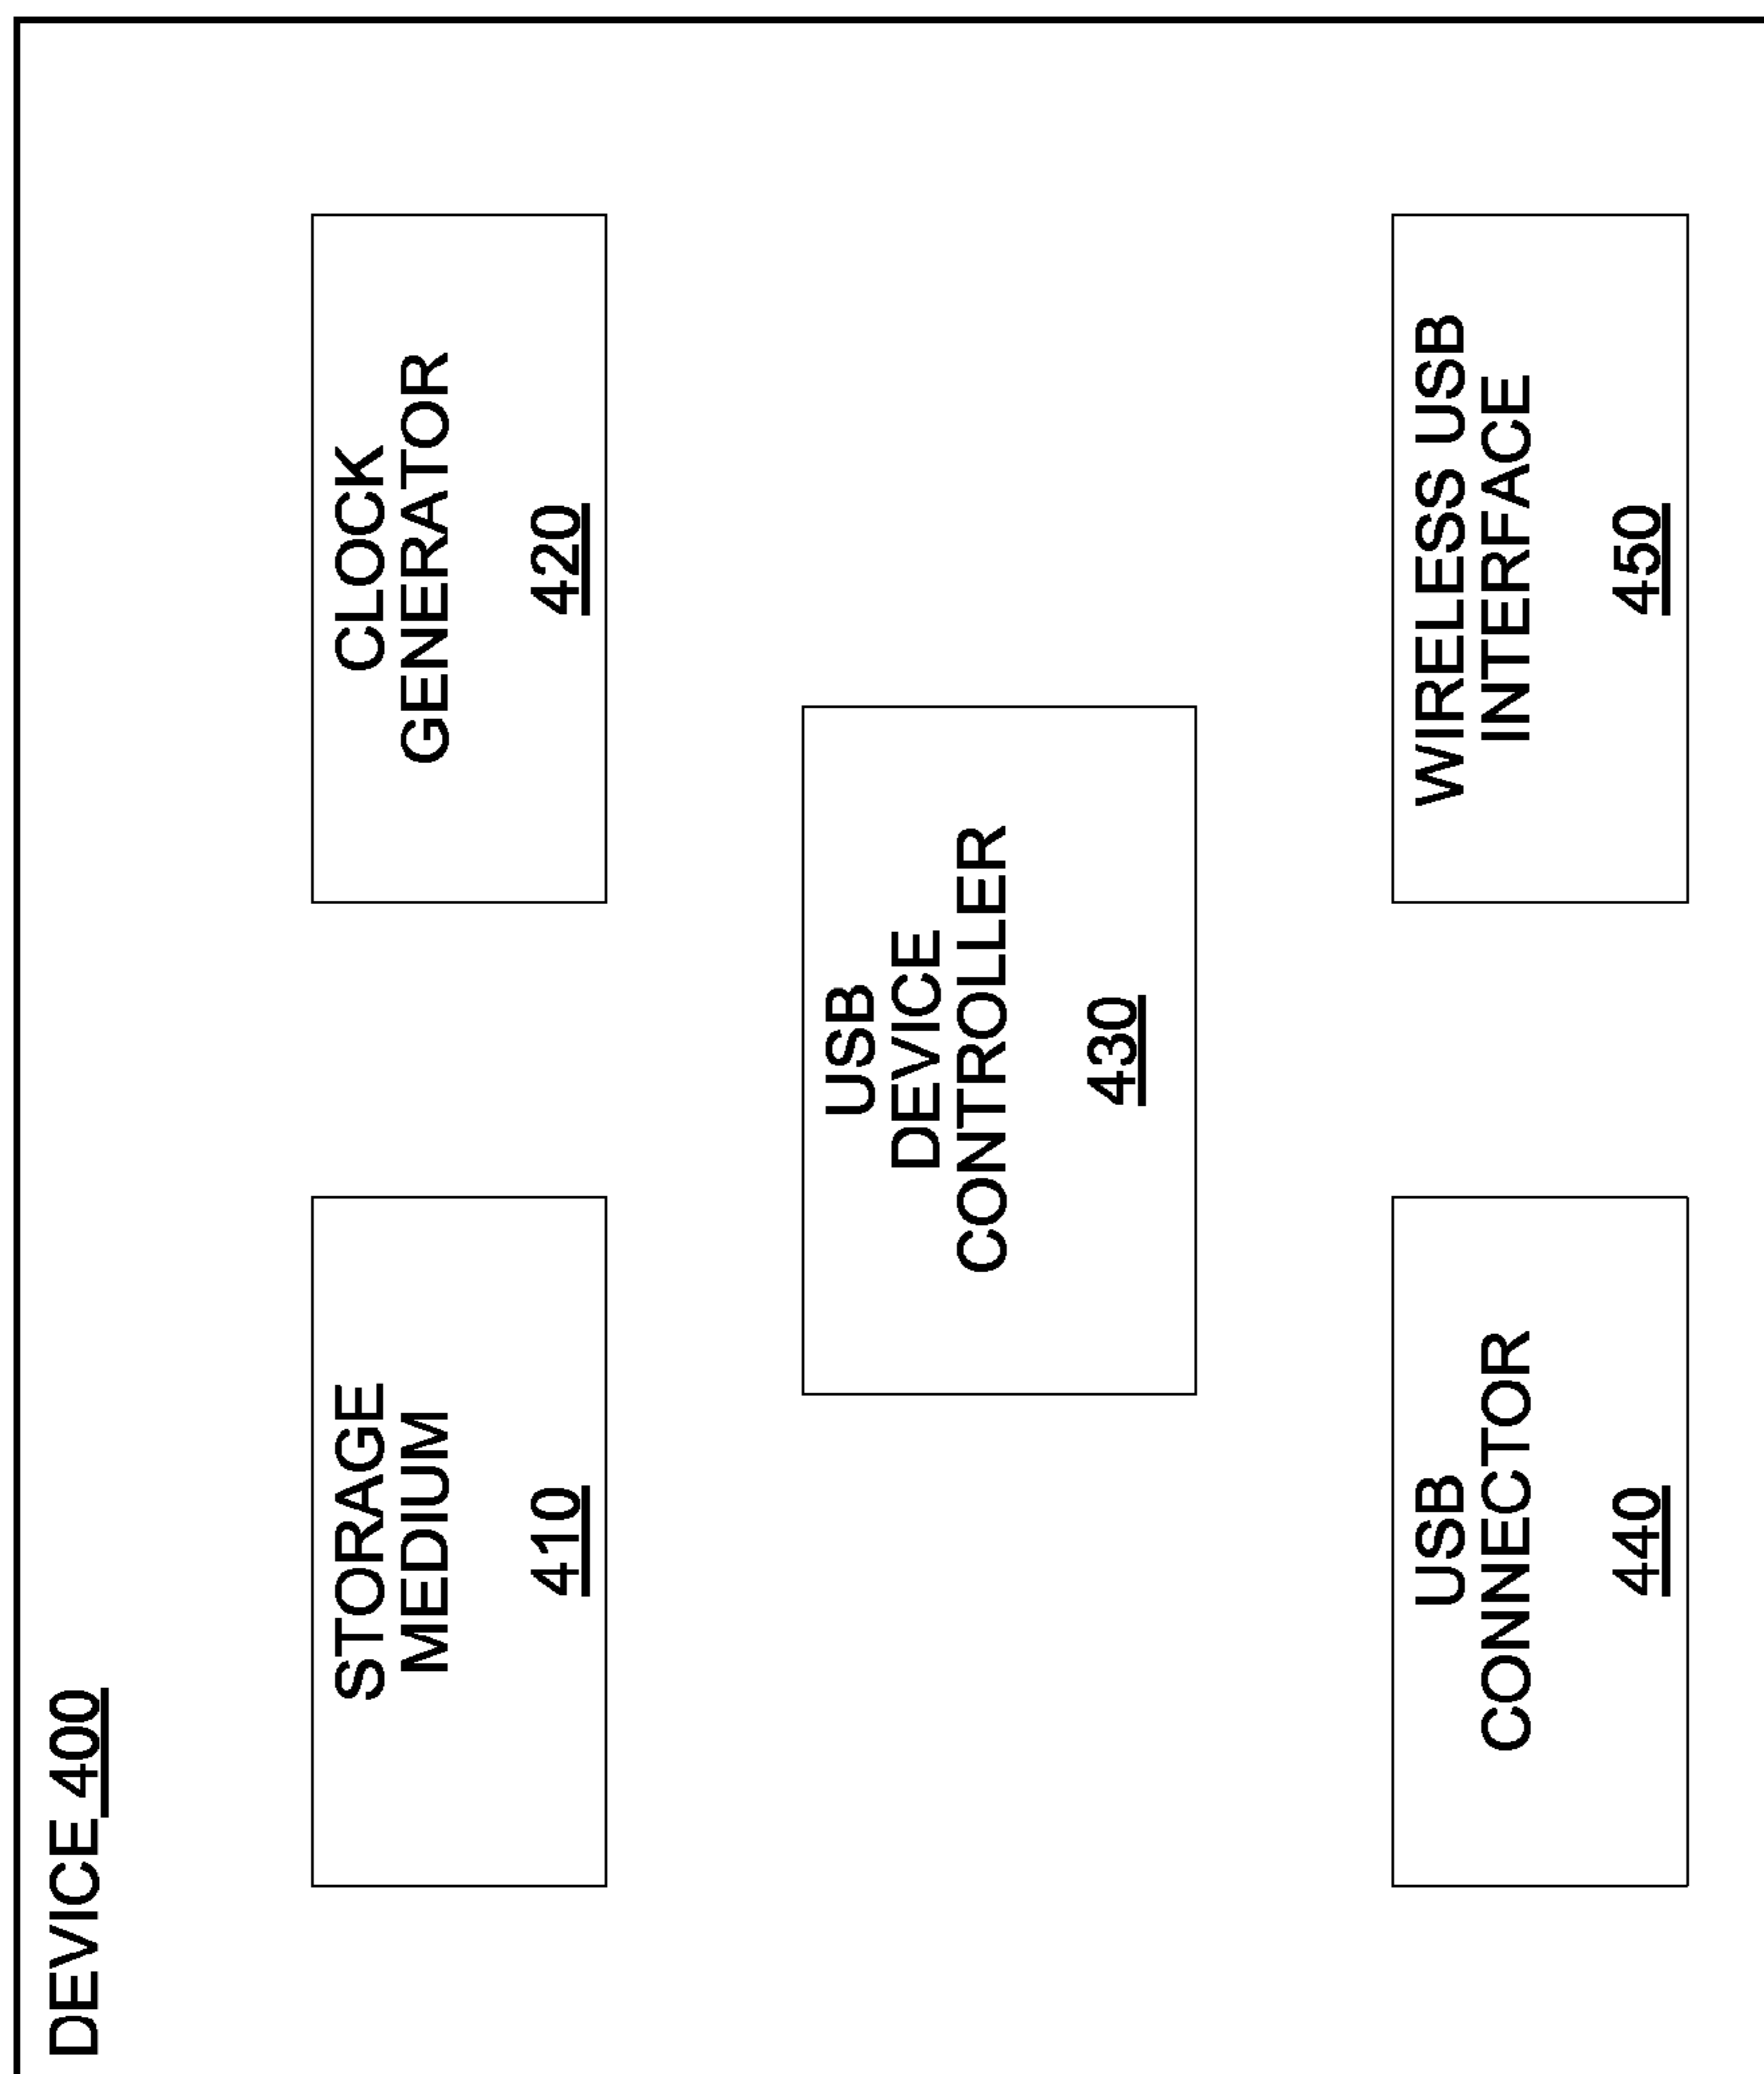 DEVICE 400
STORAGE
MEDIUM
410
CLOCK
GENERATOR
420
USB
DEVICE
CONTROLLER
430
USB
CONNECTOR
440
WIRELESS USB
INTERFACE
450